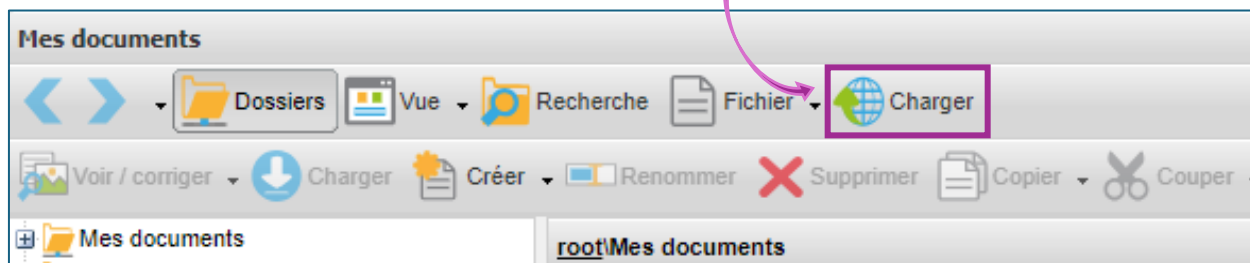 Mes documents
Dossiers Vue Recherche Fichier Charger
Voir / corriger Charger Créer Renommer Supprimer Copier Couper
Mes documents root\Mes documents